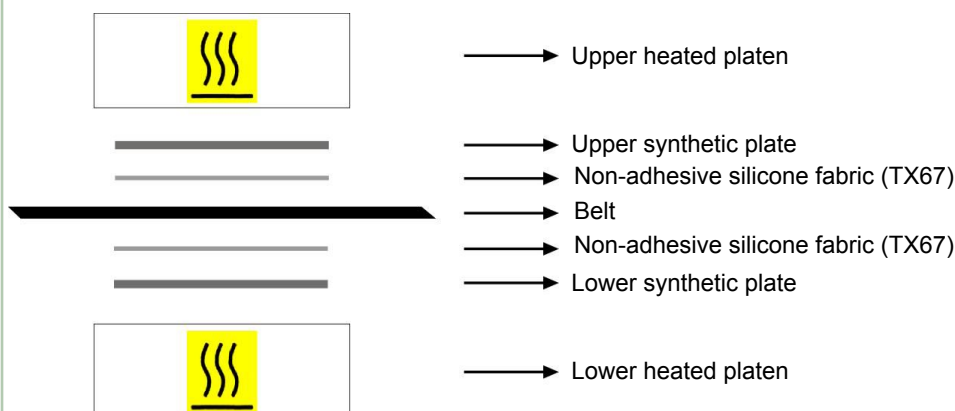 Upper heated platen
Upper synthetic plate
Non-adhesive silicone fabric (TX67)
Belt
Non-adhesive silicone fabric (TX67)
Lower synthetic plate
Lower heated platen